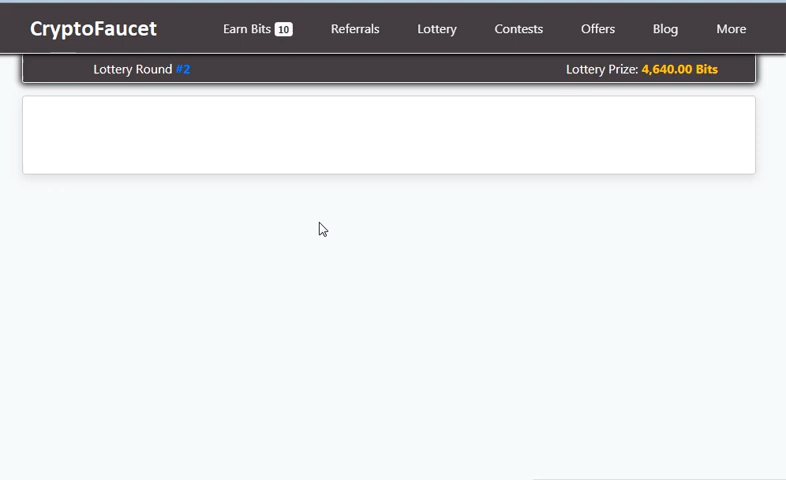 CryptoFaucet Earn Bits 10 Referrals Lottery Contests Offers Blog More
Lottery Round #2 Lottery Prize: 4,640.00 Bits